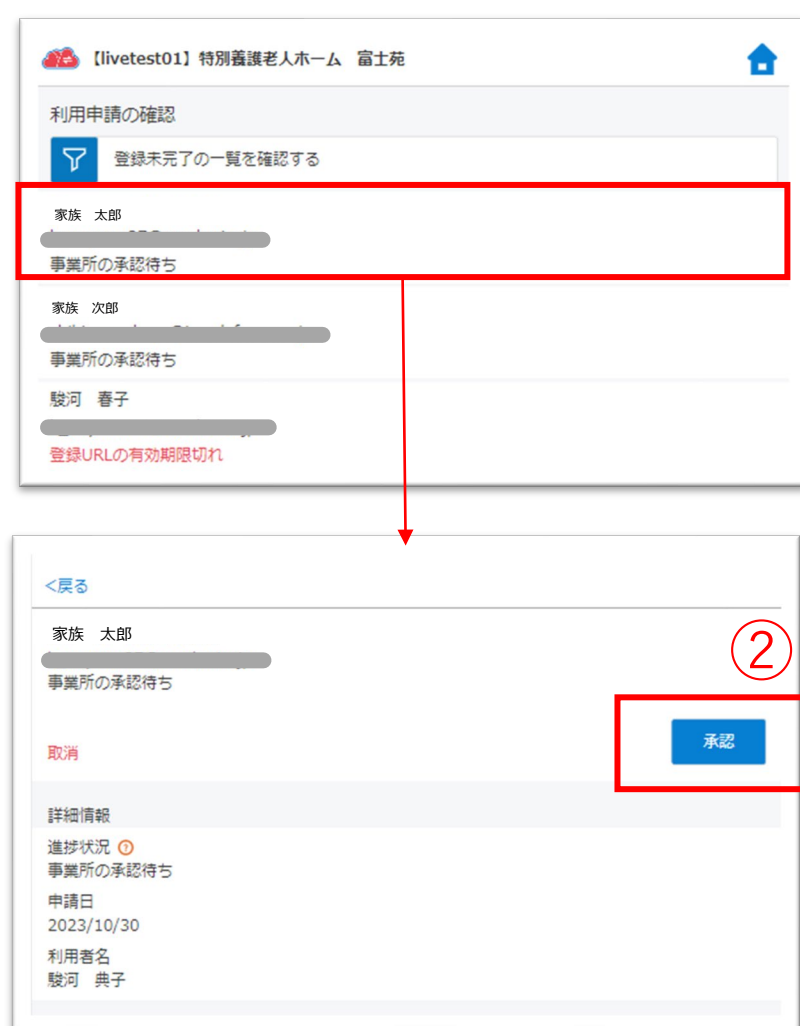 【livetest01】特別養護老人ホーム　富士苑
利用申請の確認
登録未完了の一覧を確認する
家族　太郎
事業所の承認待ち
家族　次郎
事業所の承認待ち
駿河　春子
登録URLの有効期限切れ
<戻る
家族　太郎
②
事業所の承認待ち
承認
取消
詳細情報
進捗状況 ?
事業所の承認待ち
申請日
2023/10/30
利用者名
駿河　典子